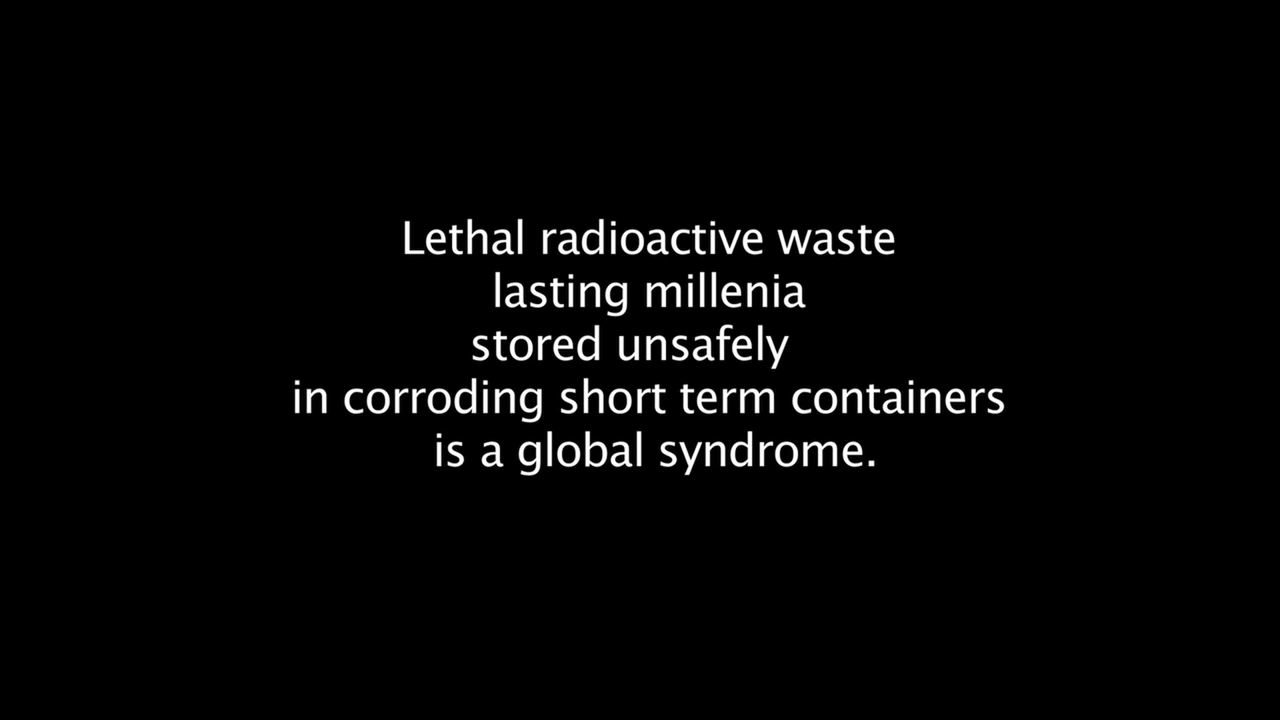 Lethal radioactive waste
lasting millenia
stored unsafely
in corroding short term containers
is a global syndrome.